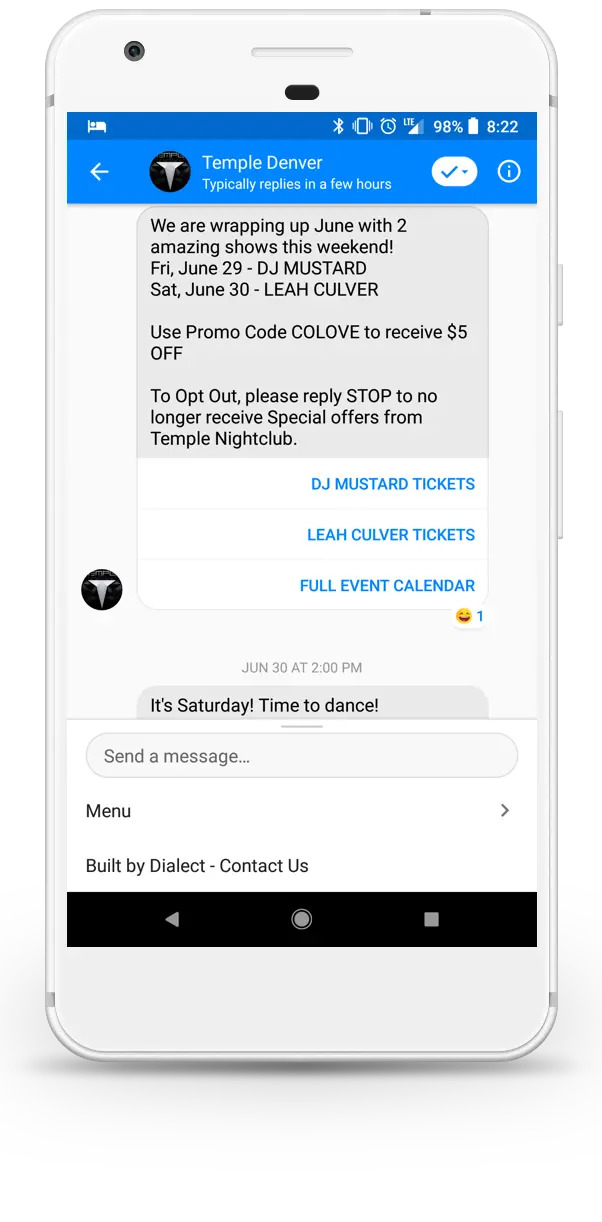 LTE 98% 8:22
Temple Denver
Typically replies in a few hours
We are wrapping up June with 2
amazing shows this weekend!
Fri, June 29 - DJ MUSTARD
Sat, June 30 - LEAH CULVER
Use Promo Code COLOVE to receive $5
OFF
To Opt Out, please reply STOP to no
longer receive Special offers from
Temple Nightclub.
DJ MUSTARD TICKETS
LEAH CULVER TICKETS
FULL EVENT CALENDAR
1
JUN 30 AT 2:00 PM
It's Saturday! Time to dance!
Send a message...
Menu
Built by Dialect - Contact Us